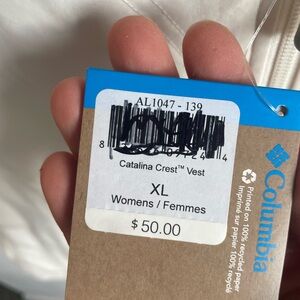 AL1047 - 139
Catalina Crest™ Vest
XL
Womens / Femmes
$ 50.00
Columbia
Printed on 100% recycled paper
Imprimé sur papier 100% recyclé